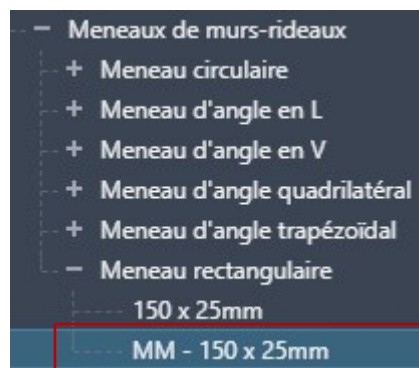 Meneaux de murs-rideaux
Meneau circulaire
Meneau d'angle en L
Meneau d'angle en V
Meneau d'angle quadrilatéral
Meneau d'angle trapézoïdal
Meneau rectangulaire
150 x 25mm
MM - 150 x 25mm